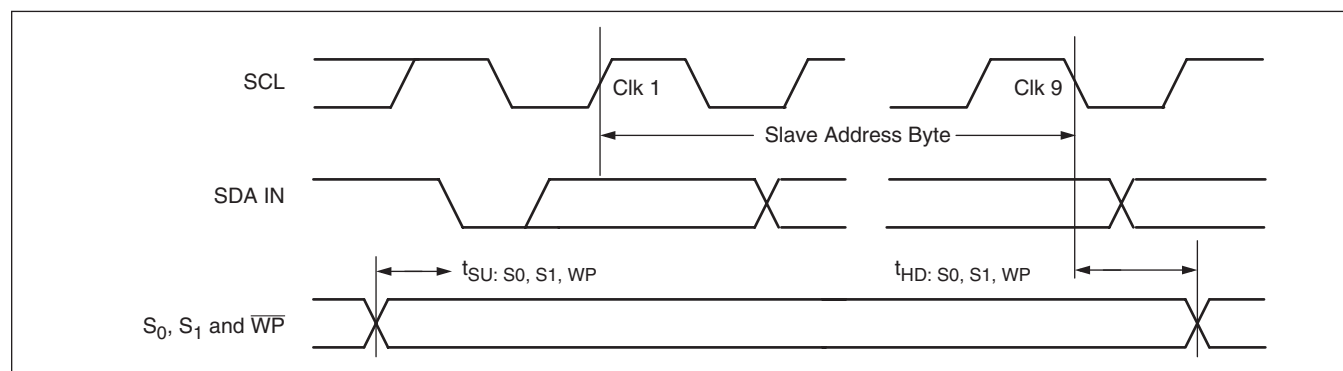 SCL
Clk 1
Clk 9
Slave Address Byte
SDA IN
tSU: S0, S1, WP
tHD: S0, S1, WP
S0, S1 and W̅P̅